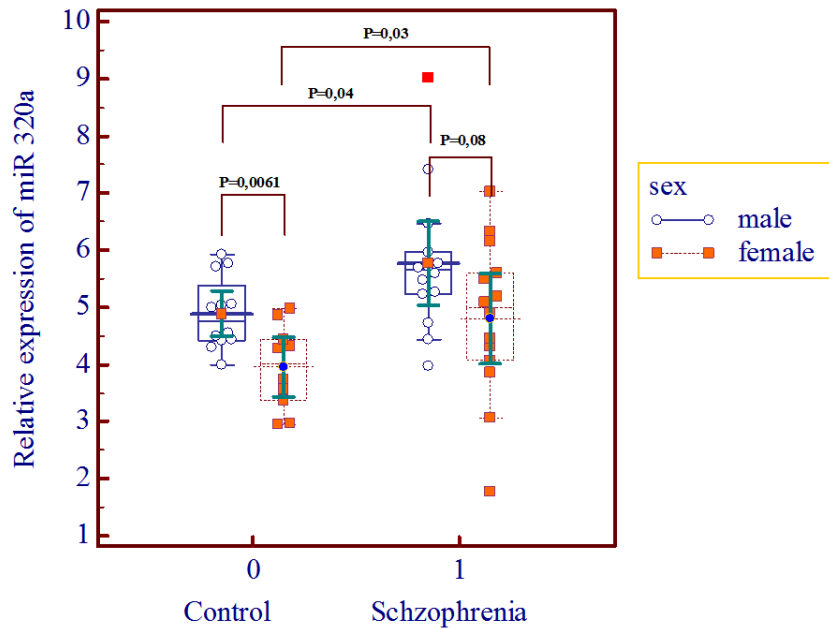 Relative expression of miR 320a
10
9
8
7
6
5
4
3
2
1
P=0,03
P=0,04
P=0,08
P=0,0061
0
1
Control
Schzophrenia
sex
male
female